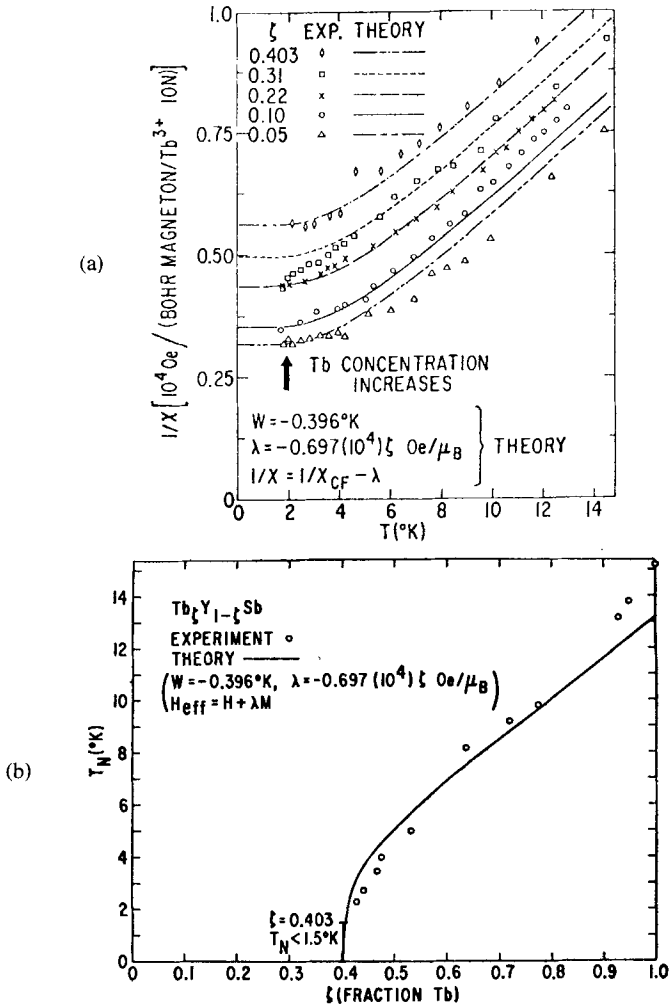 (a)
ζ EXP. THEORY
0.403 ◊
0.31 □
0.22 ×
0.10 ○
0.05 △
1.0
0.75
0.50
0.25
0
1/χ [10⁴ Oe / (BOHR MAGNETON/Tb³⁺ ION)]
Tb CONCENTRATION
INCREASES
W = -0.396°K
λ = -0.697(10⁴)ζ Oe/μB
1/χ = 1/χCF - λ
THEORY
0 2 4 6 8 10 12 14
T(°K)
(b)
TbζY1-ζSb
EXPERIMENT ○
THEORY
(W = -0.396°K, λ = -0.697(10⁴)ζ Oe/μB
Heff = H + λM)
14
12
10
8
6
4
2
0
TN(°K)
ζ = 0.403
TN < 1.5°K
0 0.1 0.2 0.3 0.4 0.5 0.6 0.7 0.8 0.9 1.0
ζ(FRACTION Tb)